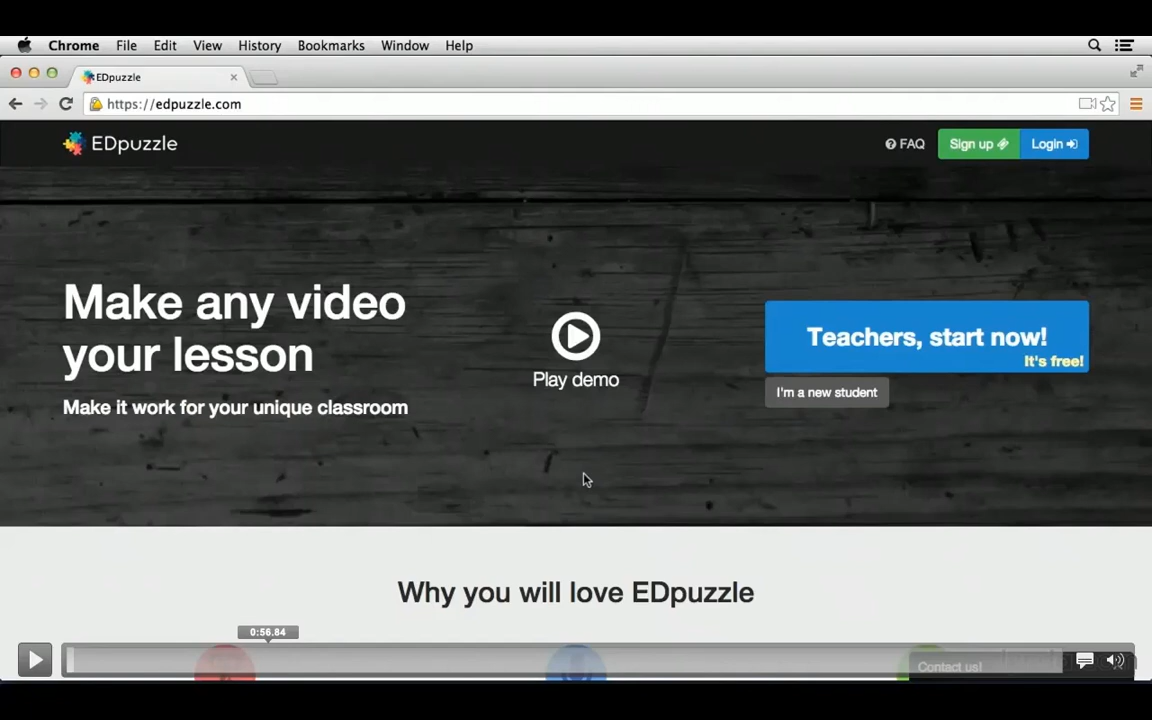 Chrome File Edit View History Bookmarks Window Help
EDpuzzle
https://edpuzzle.com
EDpuzzle
FAQ Sign up Login
Make any video
your lesson
Make it work for your unique classroom
Play demo
Teachers, start now!
It's free!
I'm a new student
Why you will love EDpuzzle
0:56.84
Contact us!